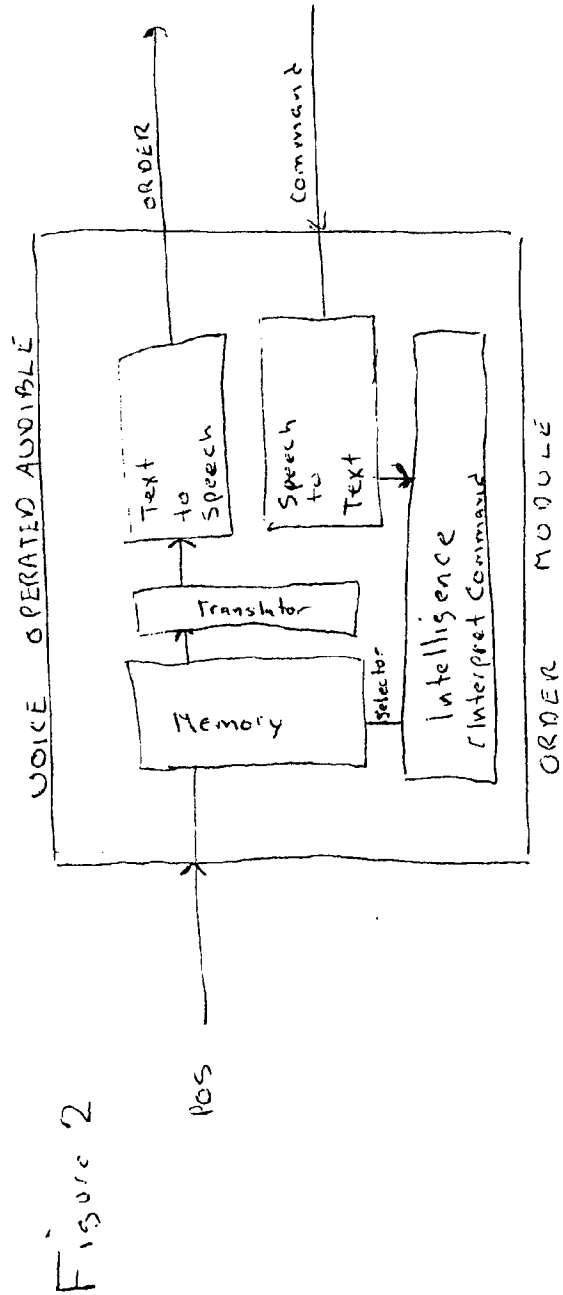 Figure 2
VOICE OPERATED AUDIBLE
ORDER MODULE
POS
Memory
Translator
Text
to
Speech
ORDER
Speech
to
Text
Command
selector
Intelligence
(Interpret Command